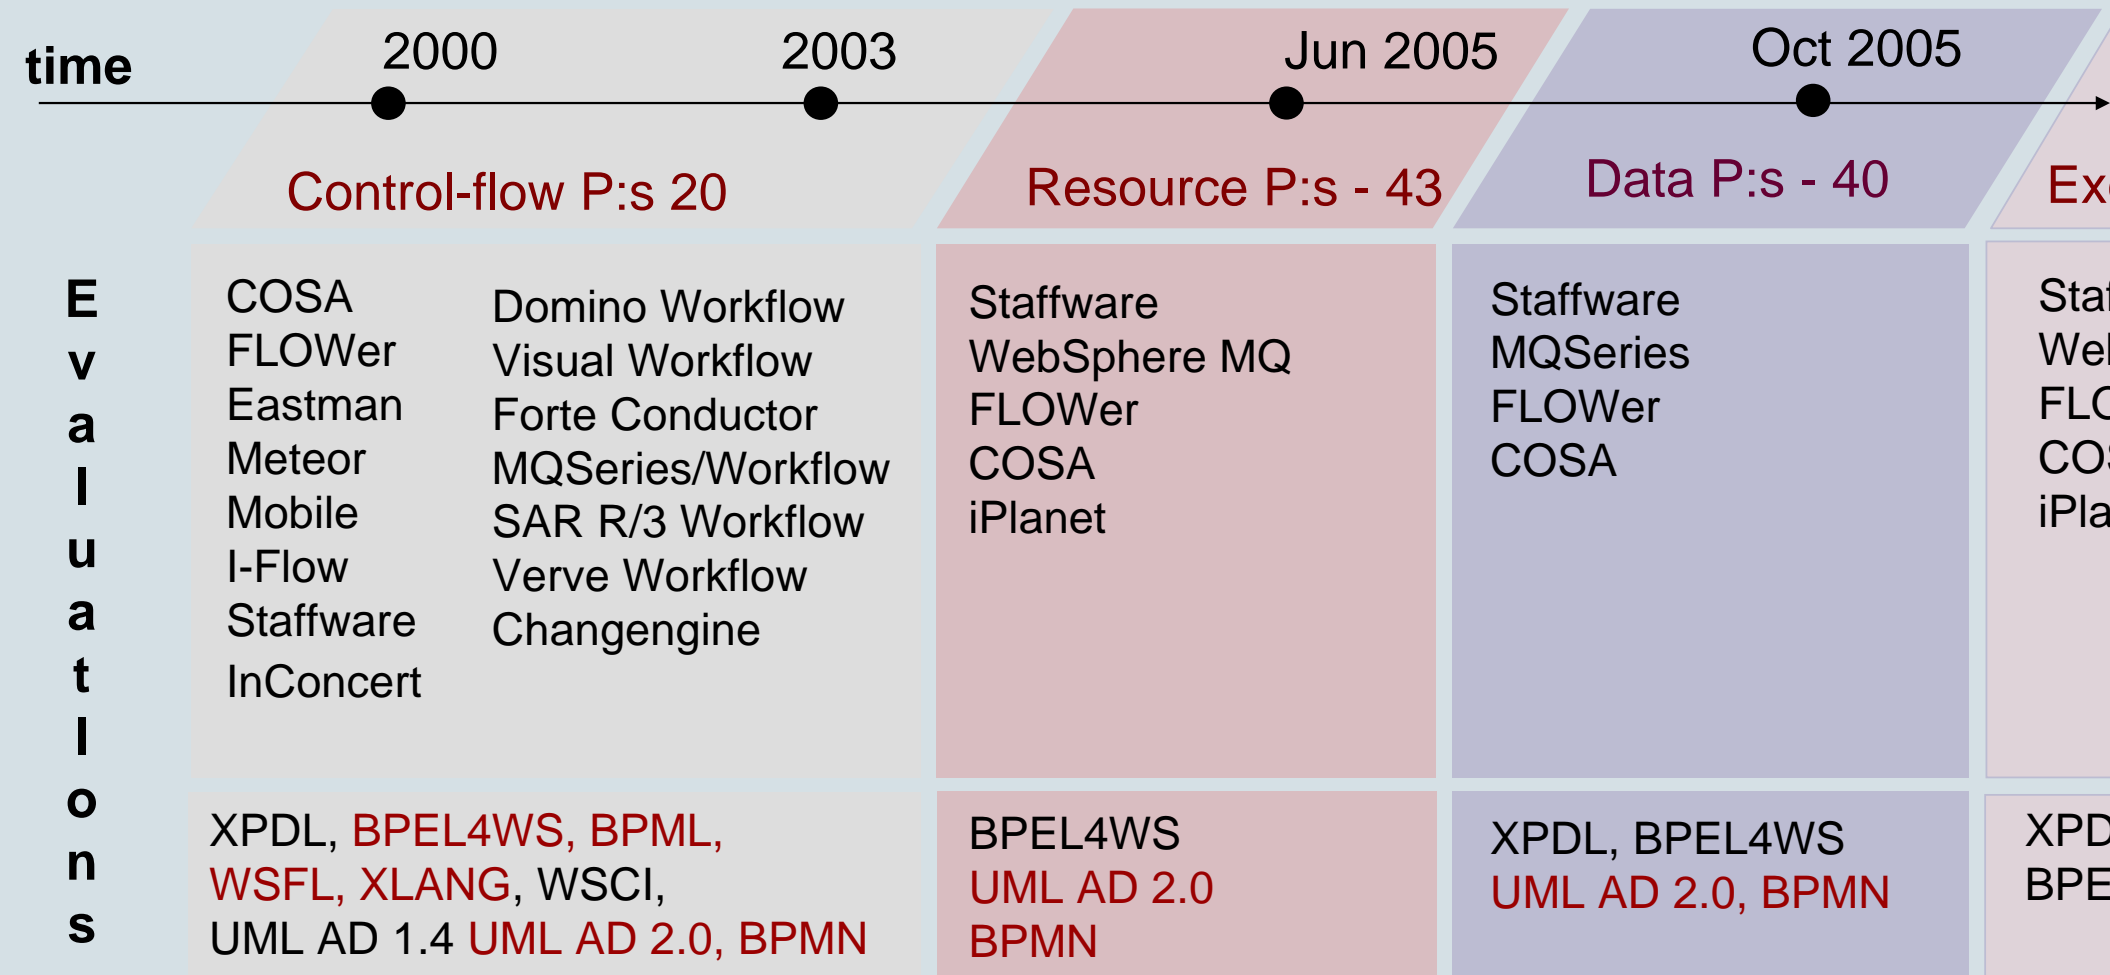 time
2000
2003
Jun 2005
Oct 2005
Control-flow P:s 20
Resource P:s - 43
Data P:s - 40
EvaluatIons
COSA
FLOWer
Eastman
Meteor
Mobile
I-Flow
Staffware
InConcert
Domino Workflow
Visual Workflow
Forte Conductor
MQSeries/Workflow
SAR R/3 Workflow
Verve Workflow
Changengine
Staffware
WebSphere MQ
FLOWer
COSA
iPlanet
Staffware
MQSeries
FLOWer
COSA
XPDL, BPEL4WS, BPML,
WSFL, XLANG, WSCI,
UML AD 1.4 UML AD 2.0, BPMN
BPEL4WS
UML AD 2.0
BPMN
XPDL, BPEL4WS
UML AD 2.0, BPMN